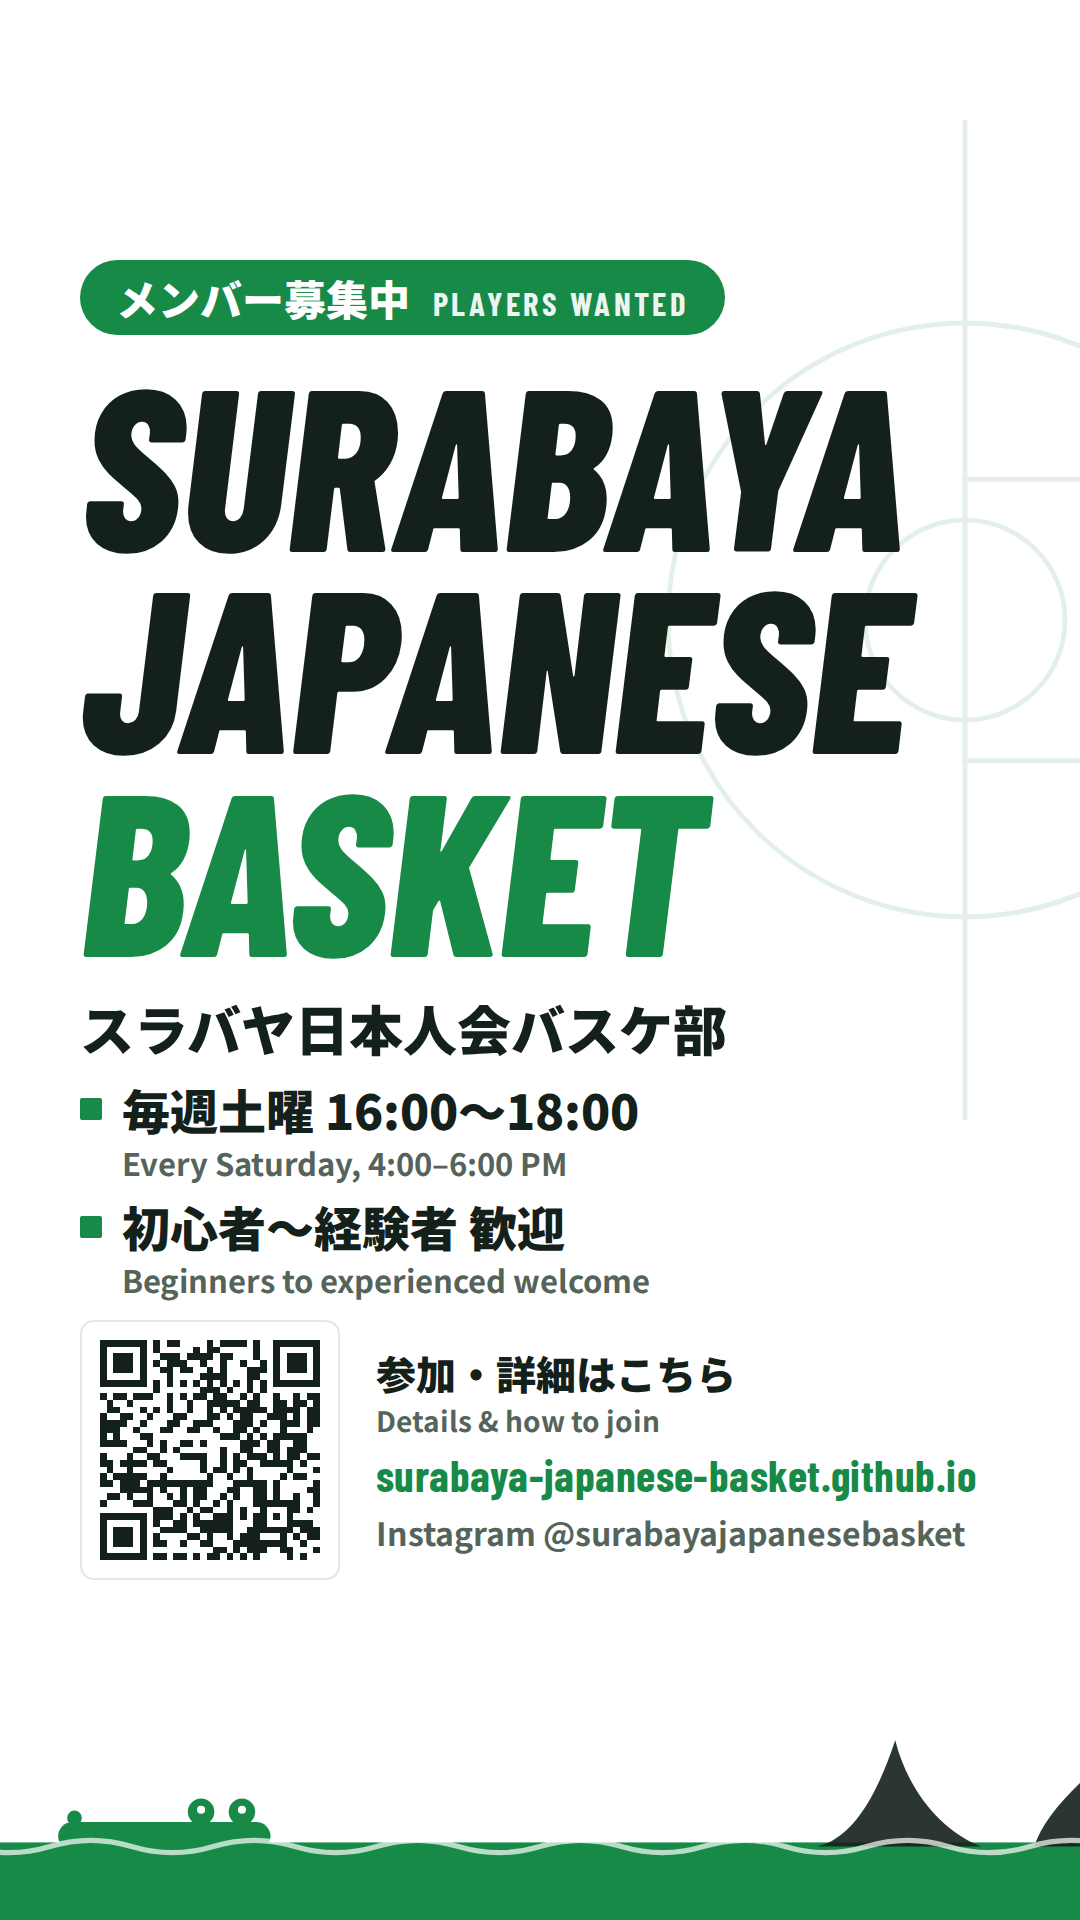 メンバー募集中 PLAYERS WANTED
SURABAYA
JAPANESE
BASKET
スラバヤ日本人会バスケ部
毎週土曜 16:00〜18:00
Every Saturday, 4:00–6:00 PM
初心者〜経験者 歓迎
Beginners to experienced welcome
参加・詳細はこちら
Details & how to join
surabaya-japanese-basket.github.io
Instagram @surabayajapanesebasket